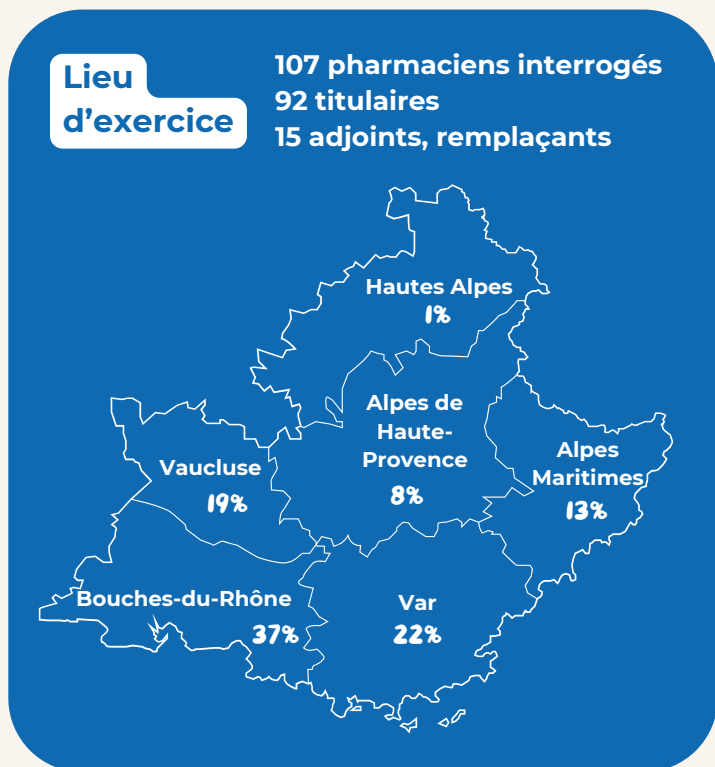 Lieu
d'exercice
107 pharmaciens interrogés
92 titulaires
15 adjoints, remplaçants
Hautes Alpes
1%
Alpes de
Haute-
Provence
8%
Alpes
Maritimes
13%
Vaucluse
19%
Bouches-du-Rhône
37%
Var
22%